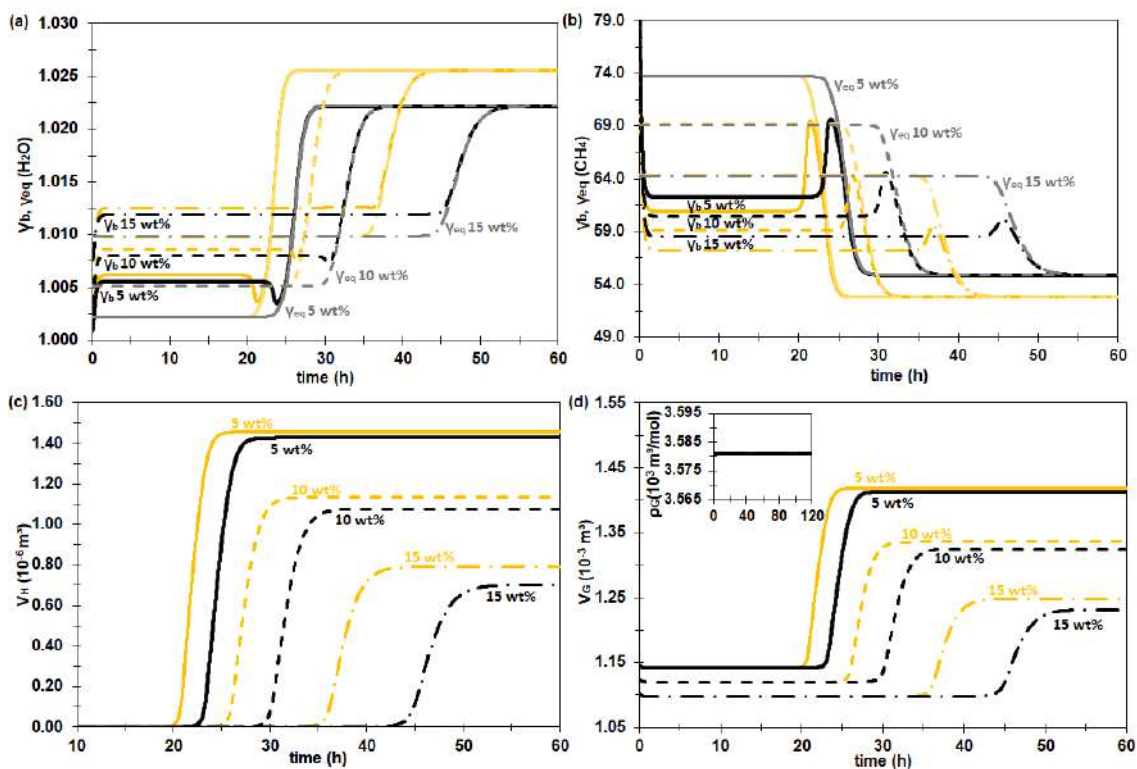 (a)
γb, γeq (H₂O)
1.030
1.025
1.020
1.015
1.010
1.005
1.000
γb 15 wt%
γb 10 wt%
γb 5 wt%
γeq 15 wt%
γeq 10 wt%
γeq 5 wt%
0 10 20 30 40 50 60
time (h)
(b)
γb, γeq (CH₄)
79.0
74.0
69.0
64.0
59.0
54.0
49.0
γeq 5 wt%
γeq 10 wt%
γeq 15 wt%
γb 5 wt%
γb 10 wt%
γb 15 wt%
0 10 20 30 40 50 60
time (h)
(c)
VH (10⁻⁶ m³)
1.60
1.40
1.20
1.00
0.80
0.60
0.40
0.20
0.00
5 wt%
5 wt%
10 wt%
10 wt%
15 wt%
15 wt%
10 20 30 40 50 60
time (h)
(d)
VG (10⁻³ m³)
1.55
1.45
1.35
1.25
1.15
1.05
ρG (10³ m³/mol)
3.595
3.585
3.575
3.565
0 40 80 120
5 wt%
5 wt%
10 wt%
10 wt%
15 wt%
15 wt%
0 10 20 30 40 50 60
time (h)